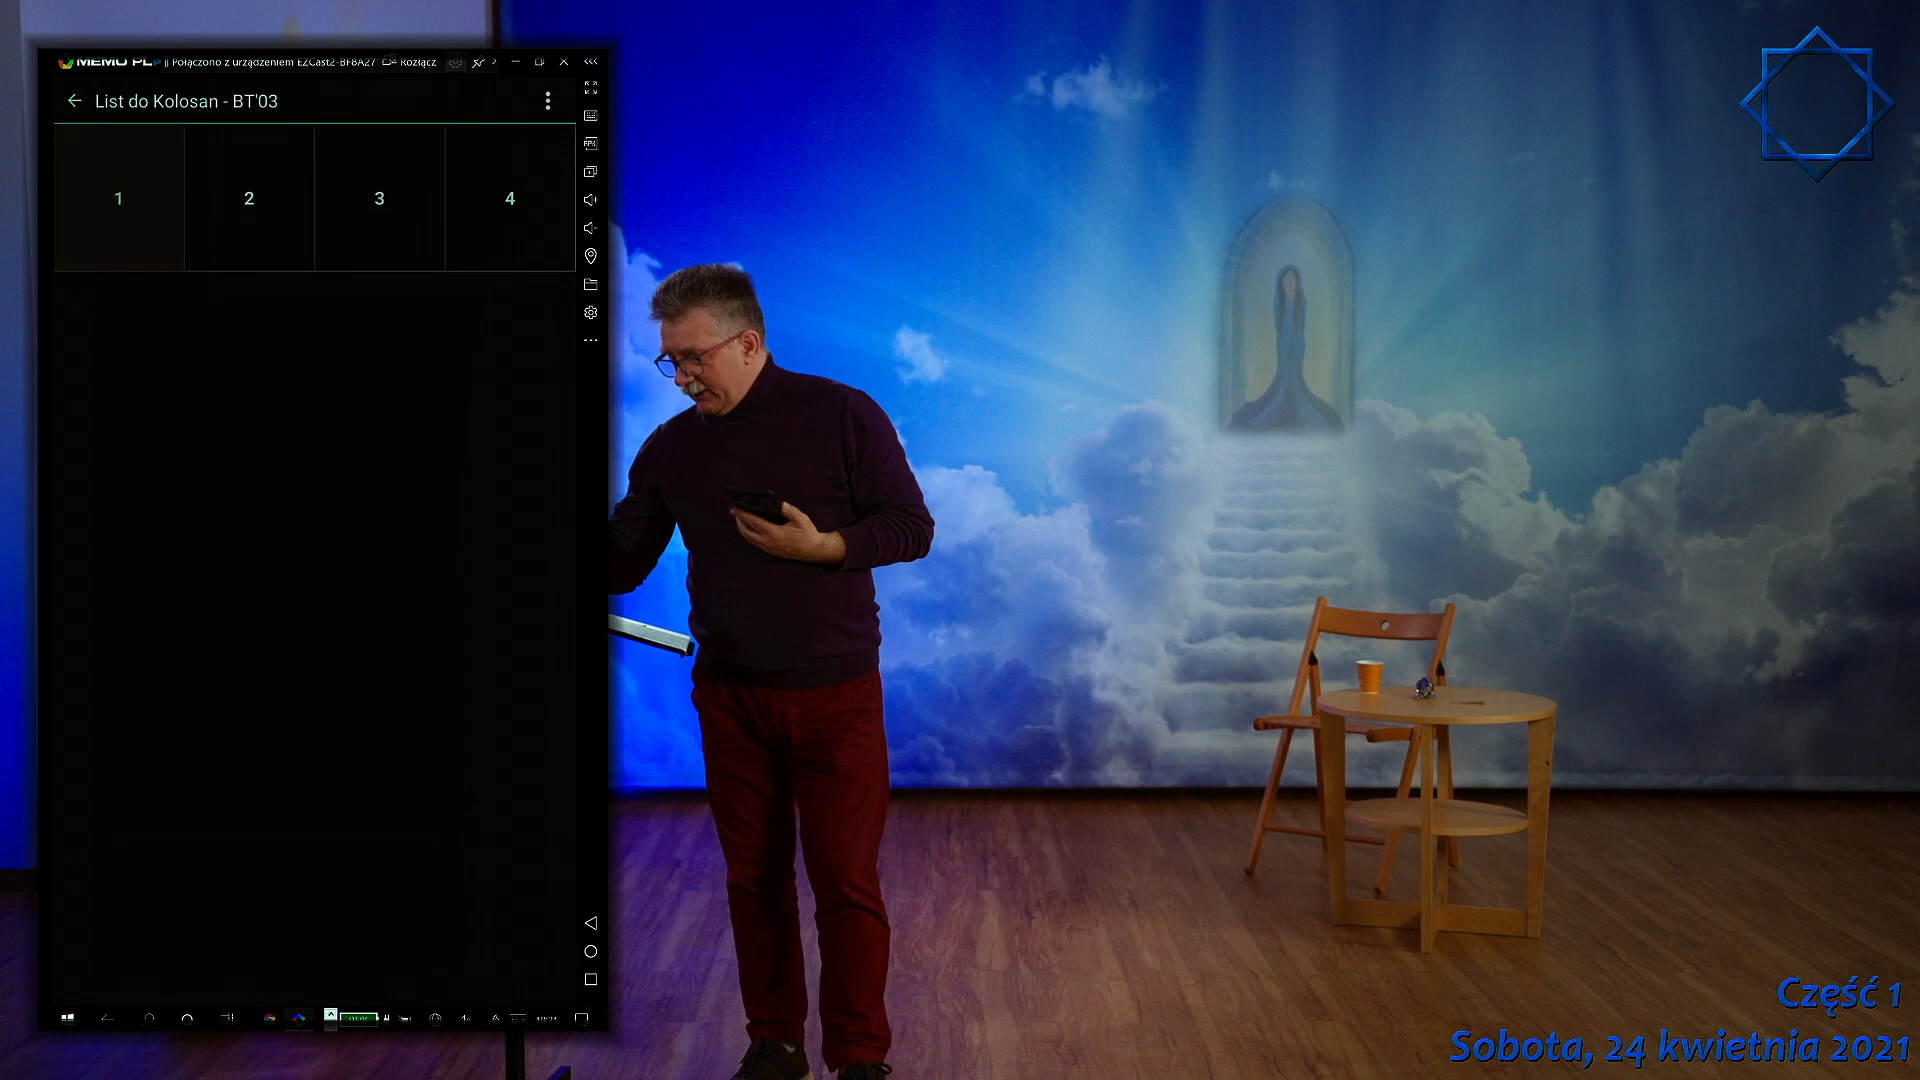 MEMU PL
Połączono z urządzeniem EZCast2-BF8A27
Rozłącz
List do Kolosan - BT'03
1
2
3
4
Część 1
Sobota, 24 kwietnia 2021